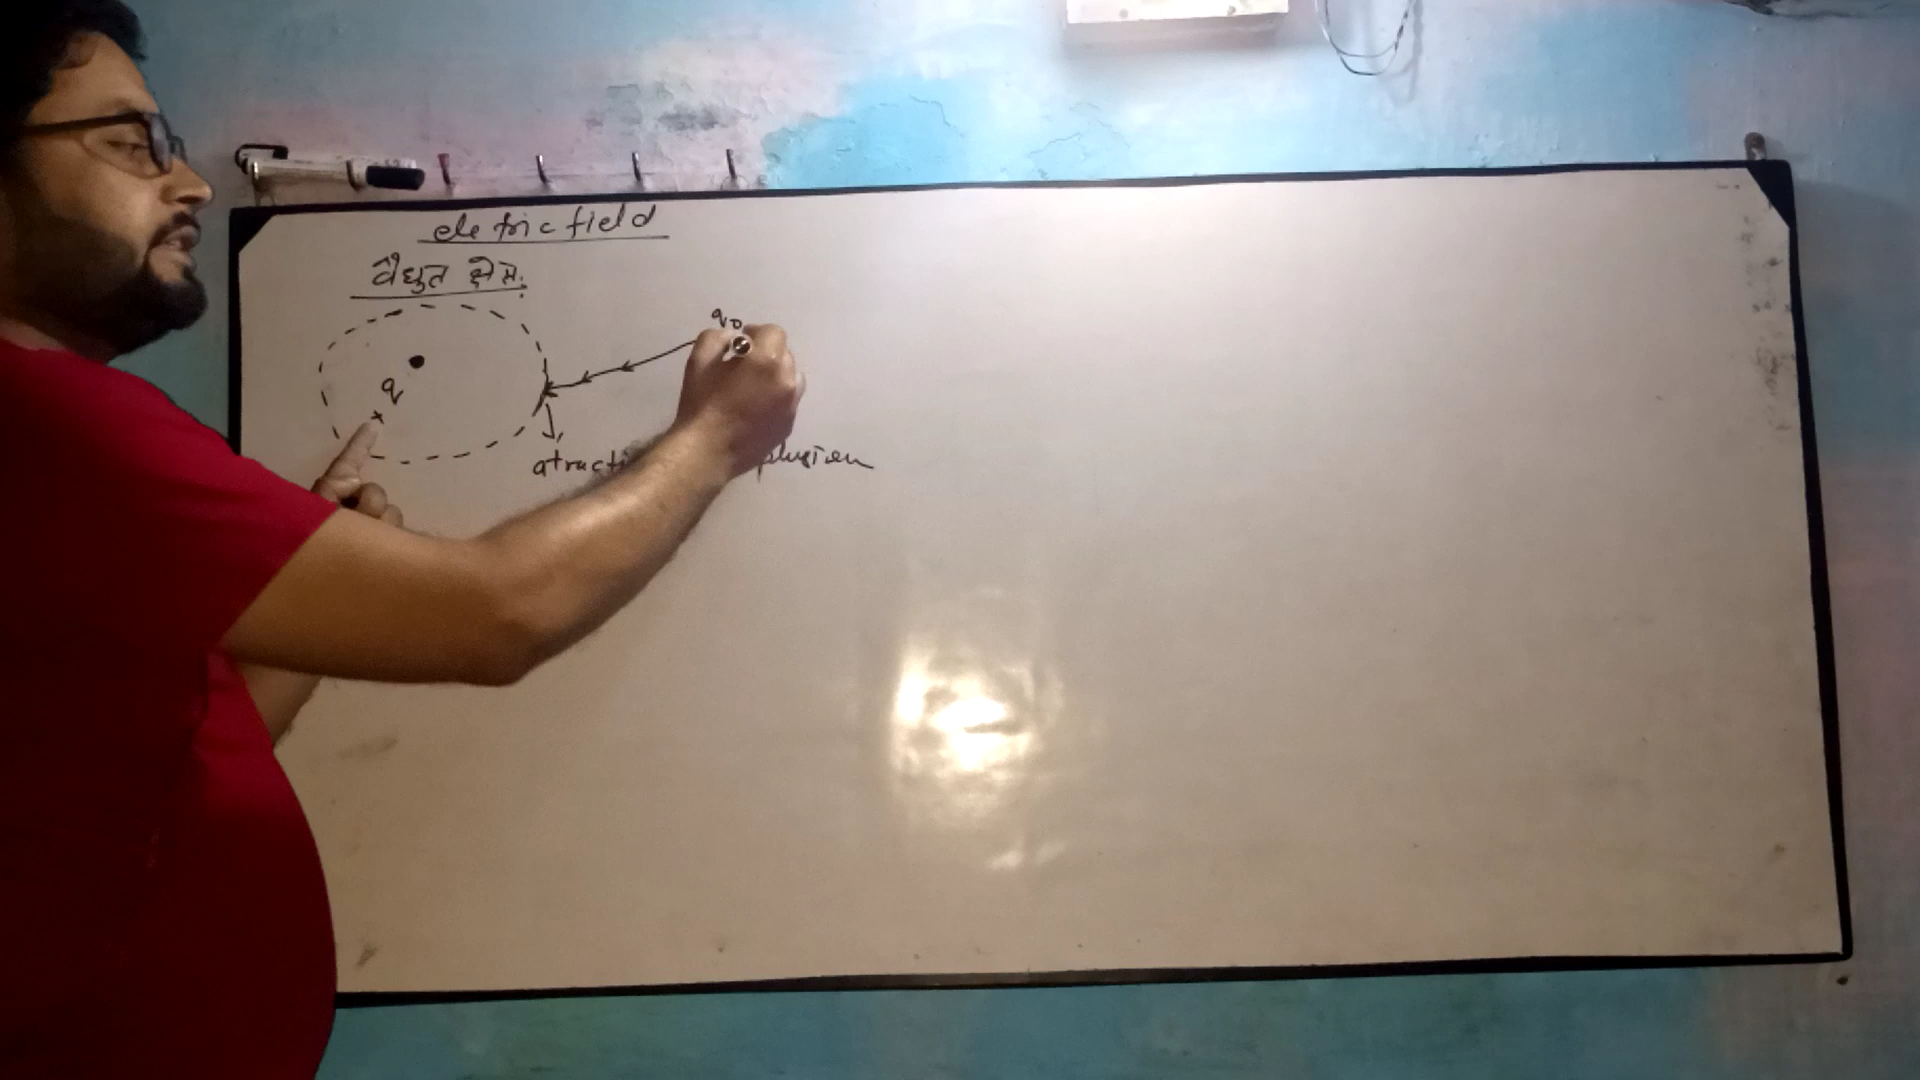 eletric field
वैधुत क्षेत्र:
q₀
q
atracti plusion